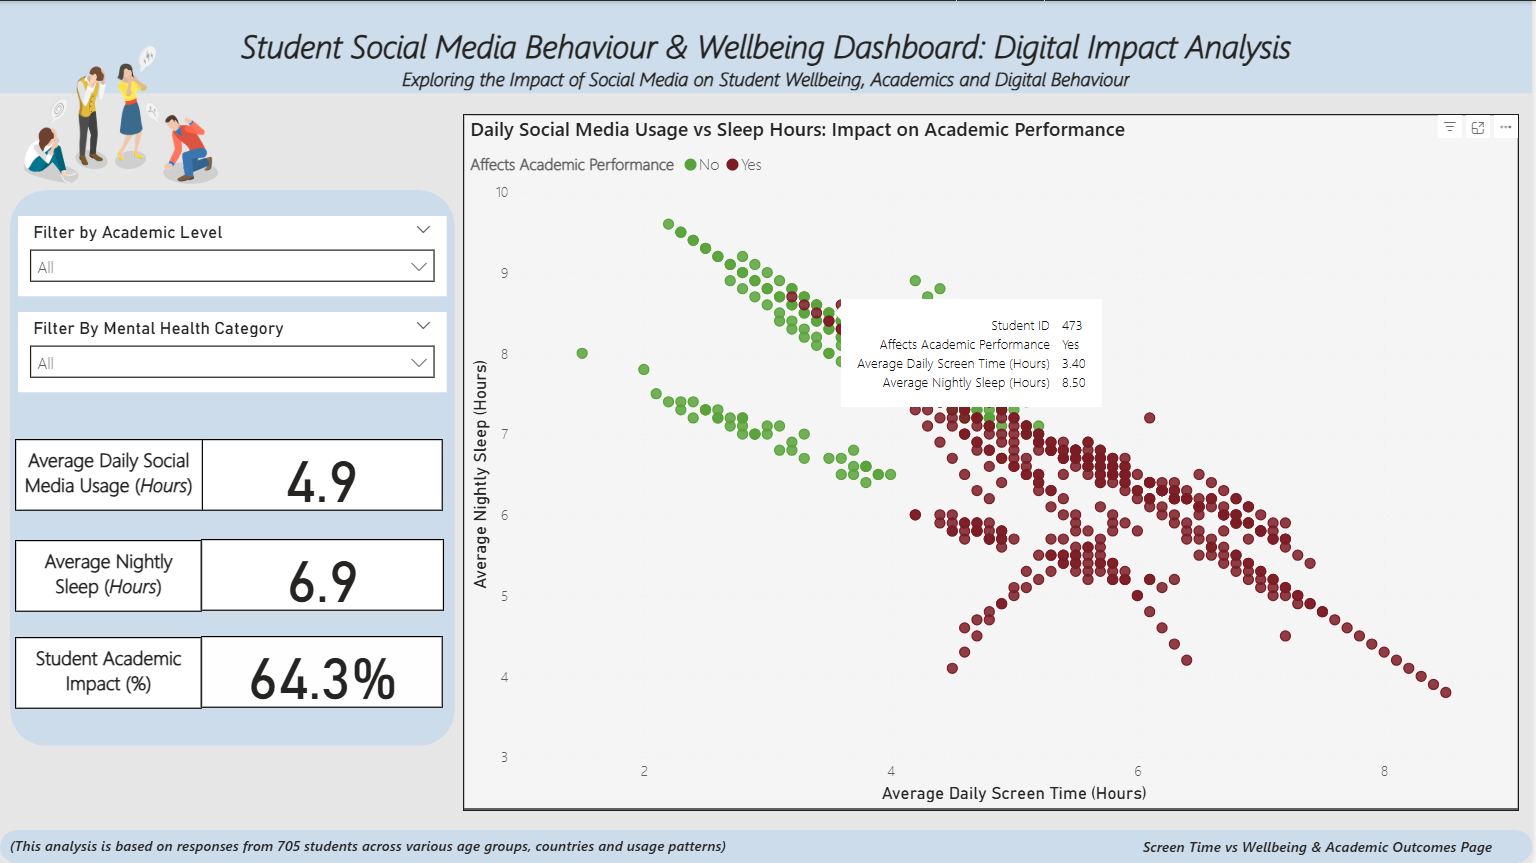 Student Social Media Behaviour & Wellbeing Dashboard: Digital Impact Analysis
Exploring the Impact of Social Media on Student Wellbeing, Academics and Digital Behaviour
Filter by Academic Level
All
Filter By Mental Health Category
All
Average Daily Social
Media Usage (Hours)
4.9
Average Nightly
Sleep (Hours)
6.9
Student Academic
Impact (%)
64.3%
Daily Social Media Usage vs Sleep Hours: Impact on Academic Performance
Affects Academic Performance No Yes
Average Nightly Sleep (Hours)
10
9
8
7
6
5
4
3
Student ID 473
Affects Academic Performance Yes
Average Daily Screen Time (Hours) 3.40
Average Nightly Sleep (Hours) 8.50
2 4 6 8
Average Daily Screen Time (Hours)
(This analysis is based on responses from 705 students across various age groups, countries and usage patterns)
Screen Time vs Wellbeing & Academic Outcomes Page